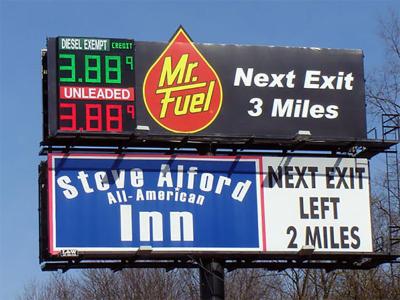 DIESEL EXEMPT CREDIT
3.88 9
UNLEADED
3.88 9
Mr.
Fuel
Next Exit
3 Miles
Steve Alford
All-American
Inn
NEXT EXIT
LEFT
2 MILES